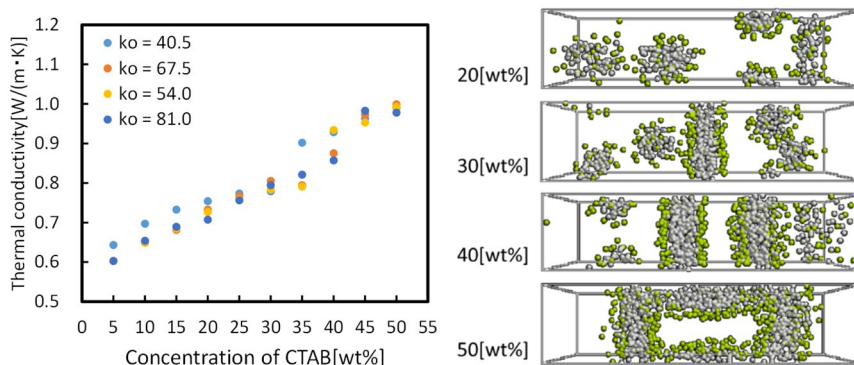 Thermal conductivity[W/(m・K)]
1.2
1.1
1.0
0.9
0.8
0.7
0.6
0.5
ko = 40.5
ko = 67.5
ko = 54.0
ko = 81.0
0 5 10 15 20 25 30 35 40 45 50 55
Concentration of CTAB[wt%]
20[wt%]
30[wt%]
40[wt%]
50[wt%]